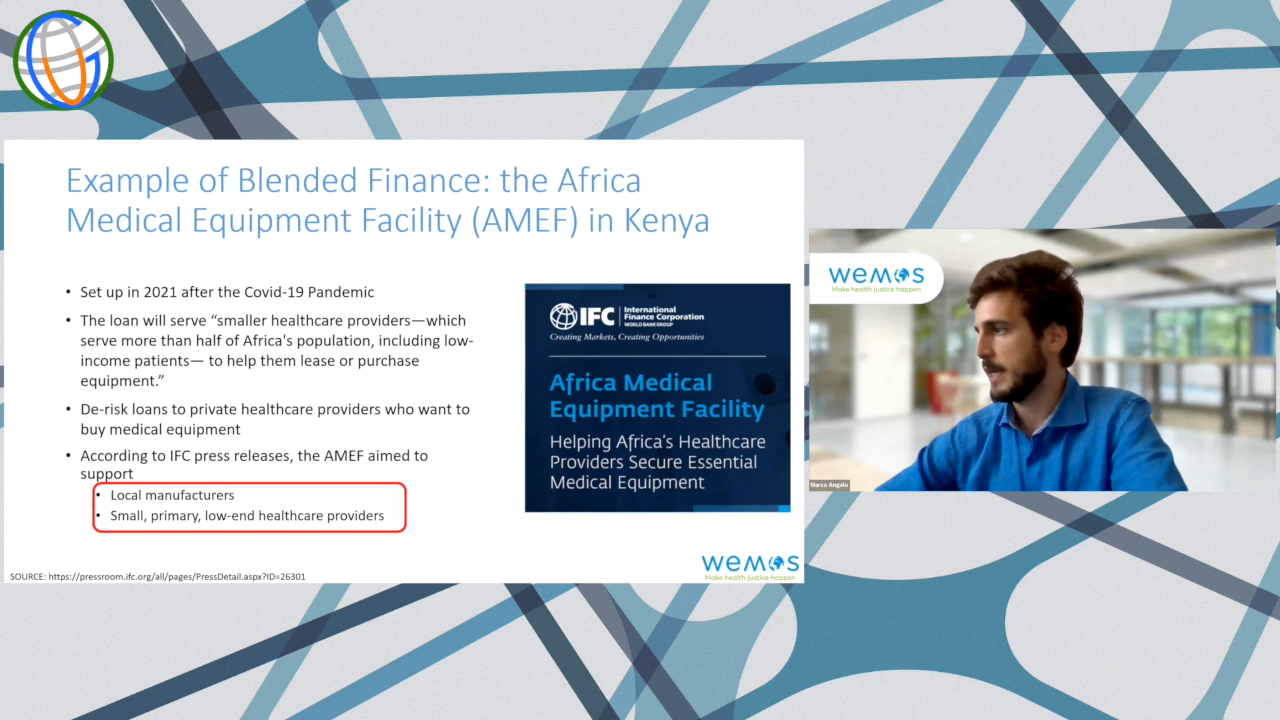 Example of Blended Finance: the Africa
Medical Equipment Facility (AMEF) in Kenya
• Set up in 2021 after the Covid-19 Pandemic
• The loan will serve “smaller healthcare providers—which
serve more than half of Africa's population, including low-
income patients— to help them lease or purchase
equipment.”
• De-risk loans to private healthcare providers who want to
buy medical equipment
• According to IFC press releases, the AMEF aimed to
support
• Local manufacturers
• Small, primary, low-end healthcare providers
IFC
International
Finance Corporation
WORLD BANK GROUP
Creating Markets, Creating Opportunities
Africa Medical
Equipment Facility
Helping Africa's Healthcare
Providers Secure Essential
Medical Equipment
wemos
Make health justice happen
SOURCE: https://pressroom.ifc.org/all/pages/PressDetail.aspx?ID=26301
wemos
Make health justice happen
Marco Angelo